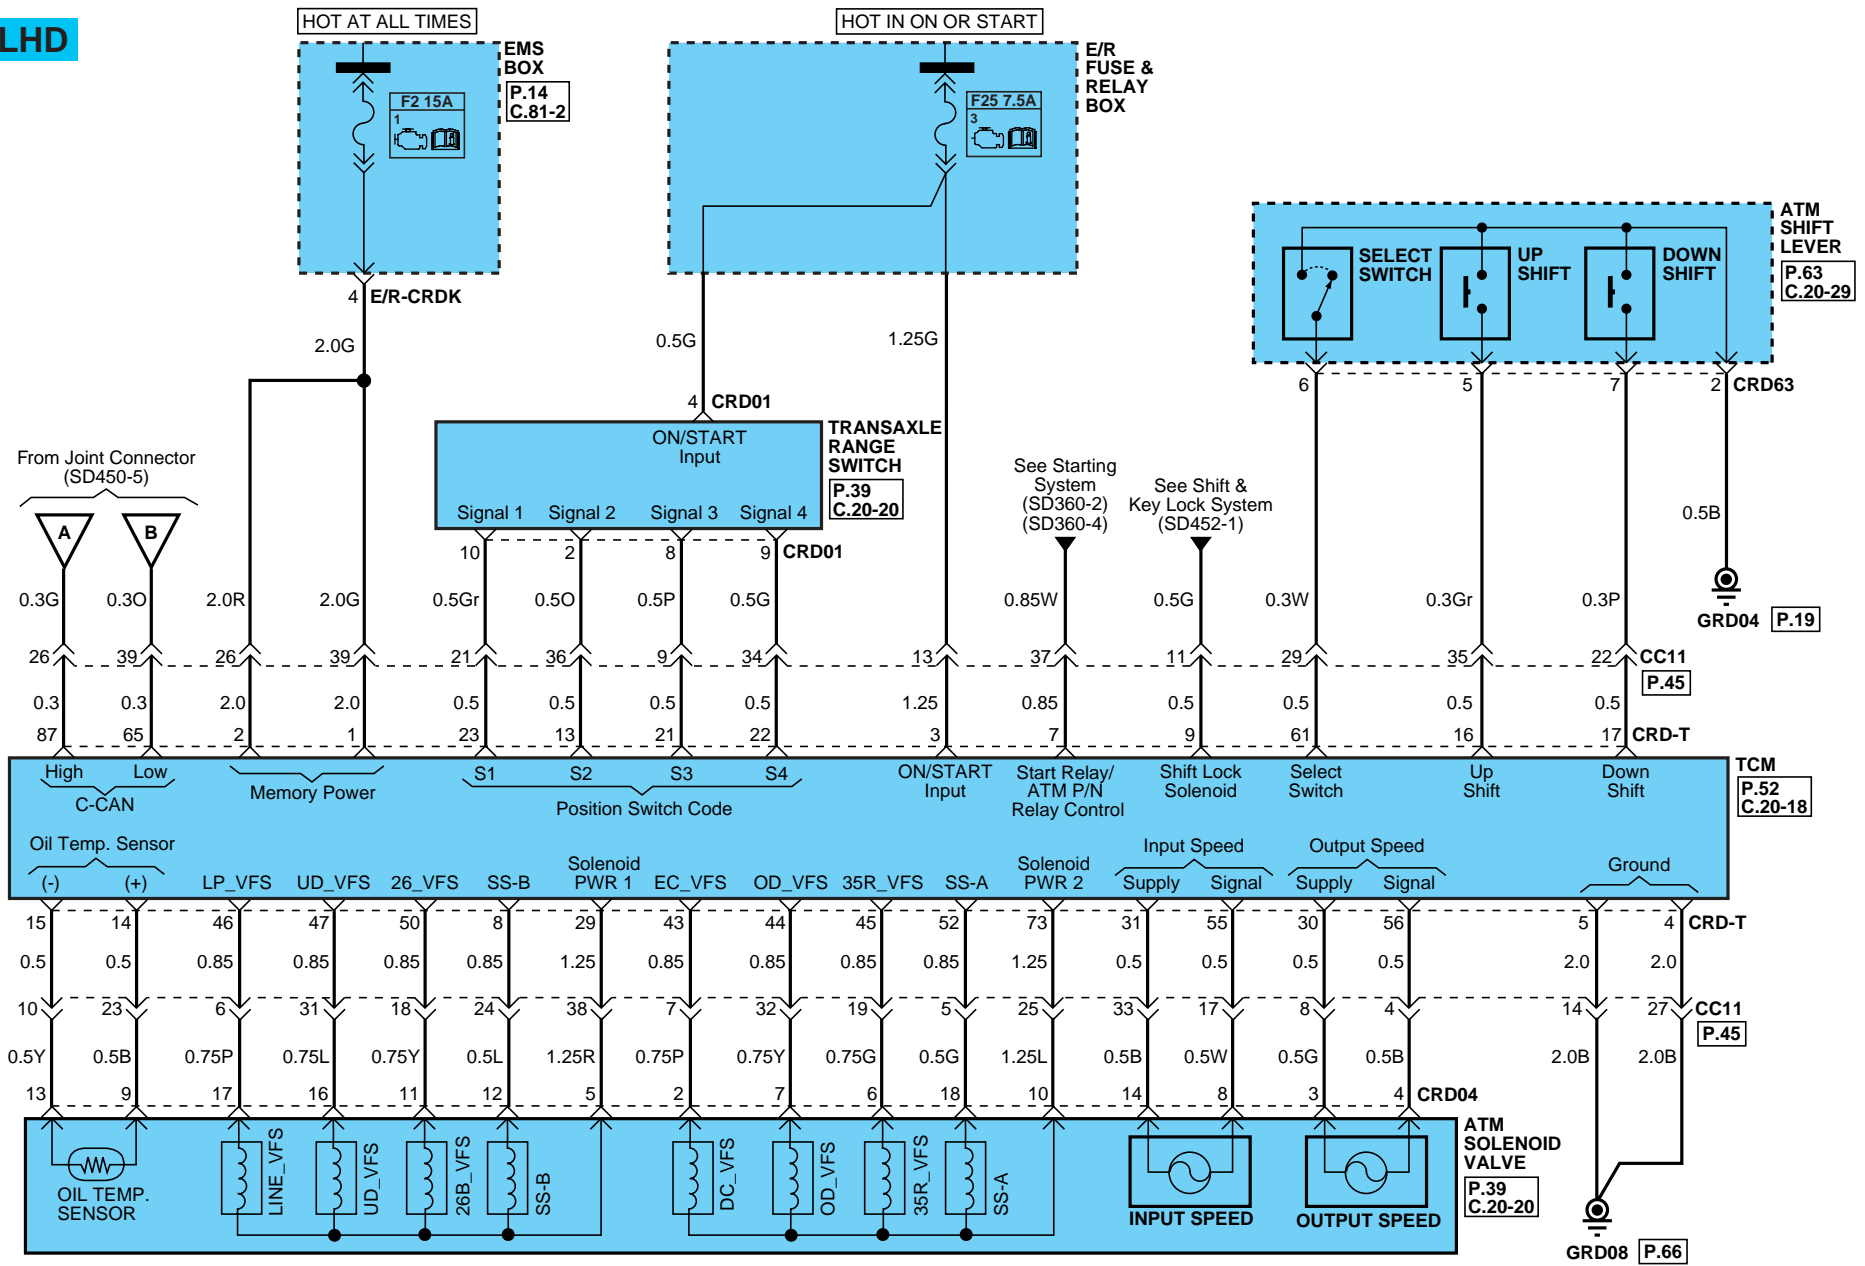 LHD
HOT AT ALL TIMES
HOT IN ON OR START
EMS
BOX
P.14
C.81-2
F2 15A
1
E/R
FUSE &
RELAY
BOX
F25 7.5A
3
ATM
SHIFT
LEVER
P.63
C.20-29
SELECT
SWITCH
UP
SHIFT
DOWN
SHIFT
4 E/R-CRDK
2.0G
0.5G
1.25G
6 5 7 2 CRD63
4 CRD01
ON/START
Input
TRANSAXLE
RANGE
SWITCH
P.39
C.20-20
Signal 1 Signal 2 Signal 3 Signal 4
10 2 8 9 CRD01
From Joint Connector
(SD450-5)
A B
See Starting
System
(SD360-2)
(SD360-4)
See Shift &
Key Lock System
(SD452-1)
0.5B
GRD04 P.19
0.3G 0.3O 2.0R 2.0G 0.5Gr 0.5O 0.5P 0.5G 0.85W 0.5G 0.3W 0.3Gr 0.3P
26 39 26 39 21 36 9 34 13 37 11 29 35 22 CC11
P.45
0.3 0.3 2.0 2.0 0.5 0.5 0.5 0.5 1.25 0.85 0.5 0.5 0.5 0.5
87 65 2 1 23 13 21 22 3 7 9 61 16 17 CRD-T
TCM
P.52
C.20-18
High Low
C-CAN
Memory Power
S1 S2 S3 S4
Position Switch Code
ON/START
Input
Start Relay/
ATM P/N
Relay Control
Shift Lock
Solenoid
Select
Switch
Up
Shift
Down
Shift
Oil Temp. Sensor
(-) (+)
LP_VFS UD_VFS 26_VFS SS-B
Solenoid
PWR 1
EC_VFS OD_VFS 35R_VFS SS-A
Solenoid
PWR 2
Input Speed
Supply Signal
Output Speed
Supply Signal
Ground
15 14 46 47 50 8 29 43 44 45 52 73 31 55 30 56 5 4 CRD-T
0.5 0.5 0.85 0.85 0.85 0.85 1.25 0.85 0.85 0.85 0.85 1.25 0.5 0.5 0.5 0.5 2.0 2.0
10 23 6 31 18 24 38 7 32 19 5 25 33 17 8 4 14 27 CC11
P.45
0.5Y 0.5B 0.75P 0.75L 0.75Y 0.5L 1.25R 0.75P 0.75Y 0.75G 0.5G 1.25L 0.5B 0.5W 0.5G 0.5B 2.0B 2.0B
13 9 17 16 11 12 5 2 7 6 18 10 14 8 3 4 CRD04
ATM
SOLENOID
VALVE
P.39
C.20-20
OIL TEMP.
SENSOR
LINE_VFS
UD_VFS
26B_VFS
SS-B
DC_VFS
OD_VFS
35R_VFS
SS-A
INPUT SPEED
OUTPUT SPEED
GRD08 P.66